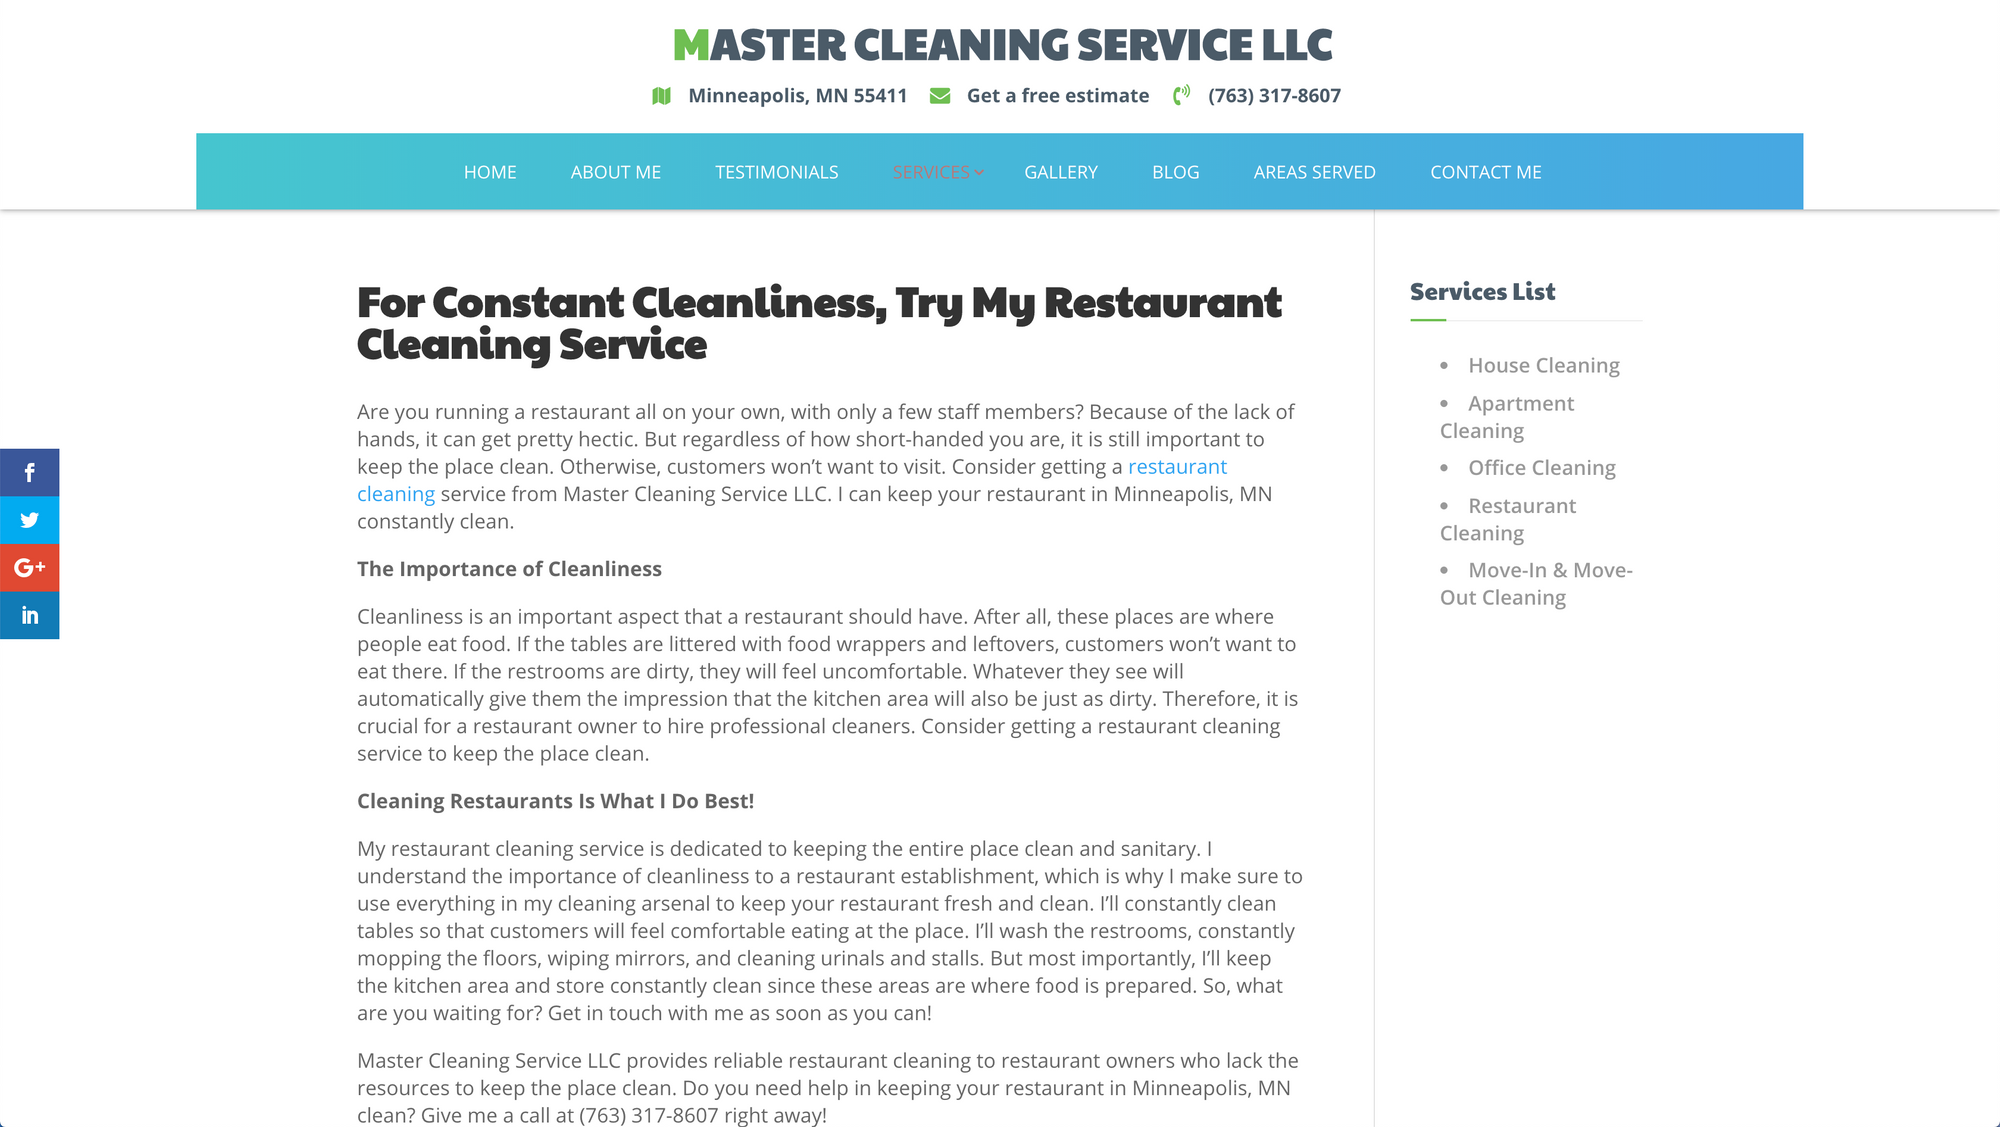 MASTER CLEANING SERVICE LLC
Minneapolis, MN 55411 Get a free estimate (763) 317-8607
HOME ABOUT ME TESTIMONIALS SERVICES GALLERY BLOG AREAS SERVED CONTACT ME
For Constant Cleanliness, Try My Restaurant
Cleaning Service
Are you running a restaurant all on your own, with only a few staff members? Because of the lack of
hands, it can get pretty hectic. But regardless of how short-handed you are, it is still important to
keep the place clean. Otherwise, customers won’t want to visit. Consider getting a restaurant
cleaning service from Master Cleaning Service LLC. I can keep your restaurant in Minneapolis, MN
constantly clean.
The Importance of Cleanliness
Cleanliness is an important aspect that a restaurant should have. After all, these places are where
people eat food. If the tables are littered with food wrappers and leftovers, customers won’t want to
eat there. If the restrooms are dirty, they will feel uncomfortable. Whatever they see will
automatically give them the impression that the kitchen area will also be just as dirty. Therefore, it is
crucial for a restaurant owner to hire professional cleaners. Consider getting a restaurant cleaning
service to keep the place clean.
Cleaning Restaurants Is What I Do Best!
My restaurant cleaning service is dedicated to keeping the entire place clean and sanitary. I
understand the importance of cleanliness to a restaurant establishment, which is why I make sure to
use everything in my cleaning arsenal to keep your restaurant fresh and clean. I’ll constantly clean
tables so that customers will feel comfortable eating at the place. I’ll wash the restrooms, constantly
mopping the floors, wiping mirrors, and cleaning urinals and stalls. But most importantly, I’ll keep
the kitchen area and store constantly clean since these areas are where food is prepared. So, what
are you waiting for? Get in touch with me as soon as you can!
Master Cleaning Service LLC provides reliable restaurant cleaning to restaurant owners who lack the
resources to keep the place clean. Do you need help in keeping your restaurant in Minneapolis, MN
clean? Give me a call at (763) 317-8607 right away!
Services List
• House Cleaning
• Apartment
Cleaning
• Office Cleaning
• Restaurant
Cleaning
• Move-In & Move-
Out Cleaning
f
G+
in